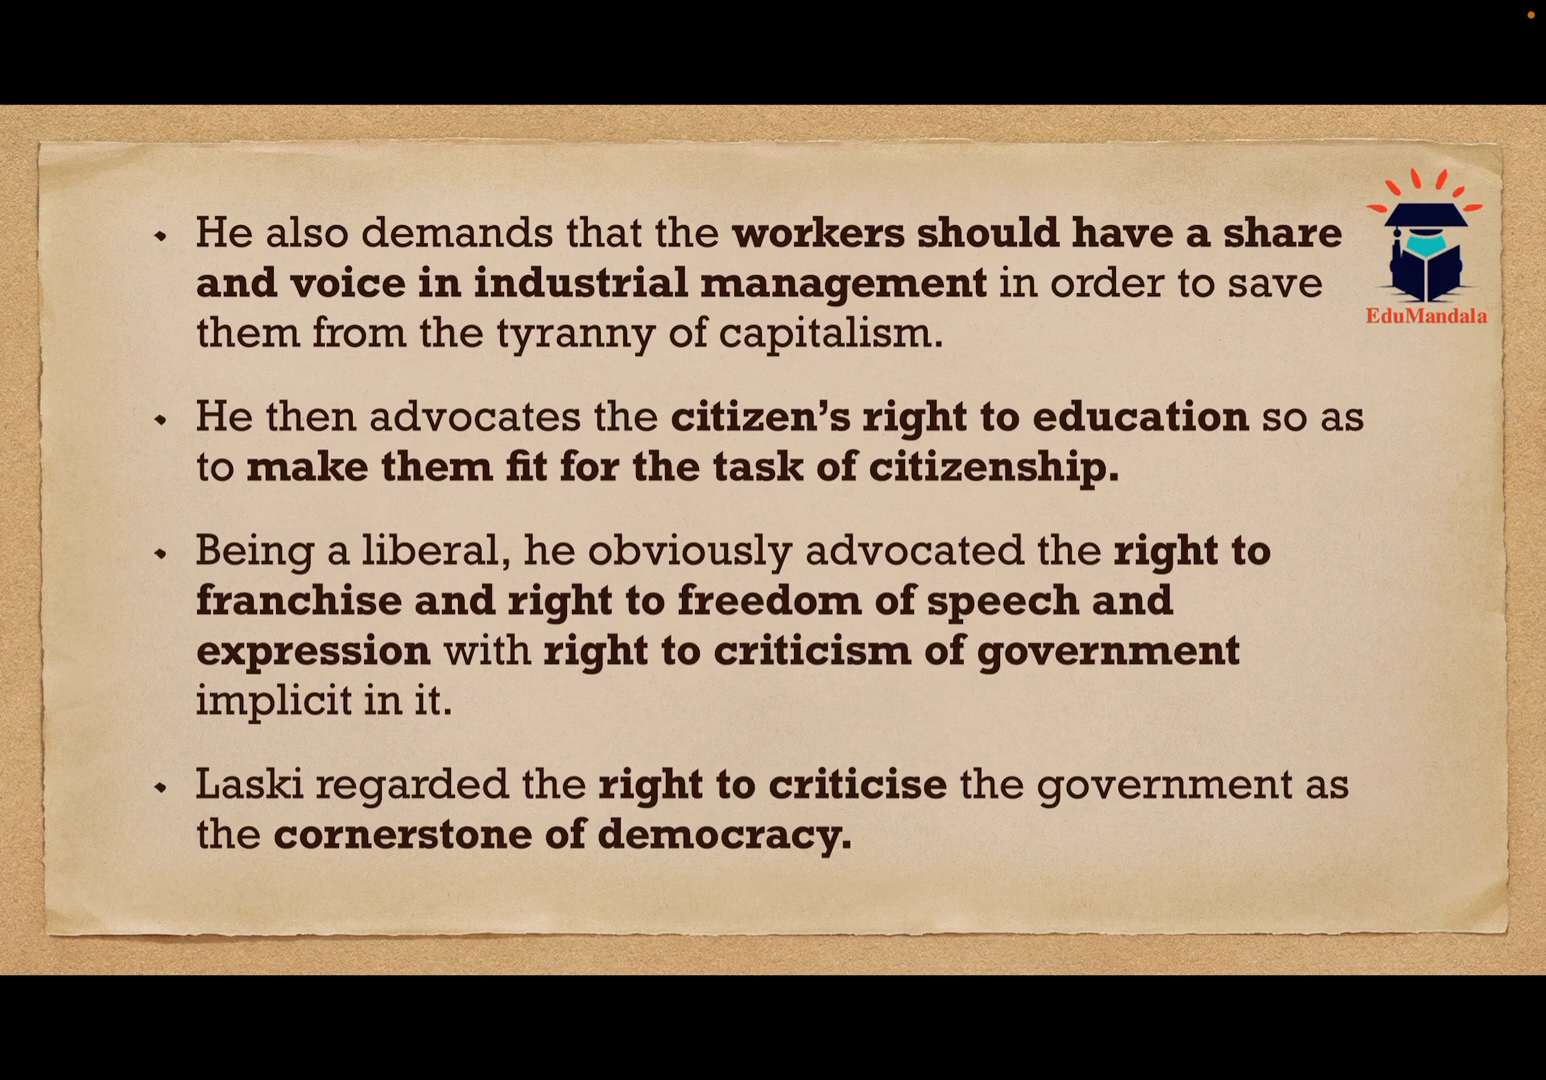 • He also demands that the workers should have a share
and voice in industrial management in order to save
them from the tyranny of capitalism.
EduMandala
• He then advocates the citizen's right to education so as
to make them fit for the task of citizenship.
• Being a liberal, he obviously advocated the right to
franchise and right to freedom of speech and
expression with right to criticism of government
implicit in it.
• Laski regarded the right to criticise the government as
the cornerstone of democracy.